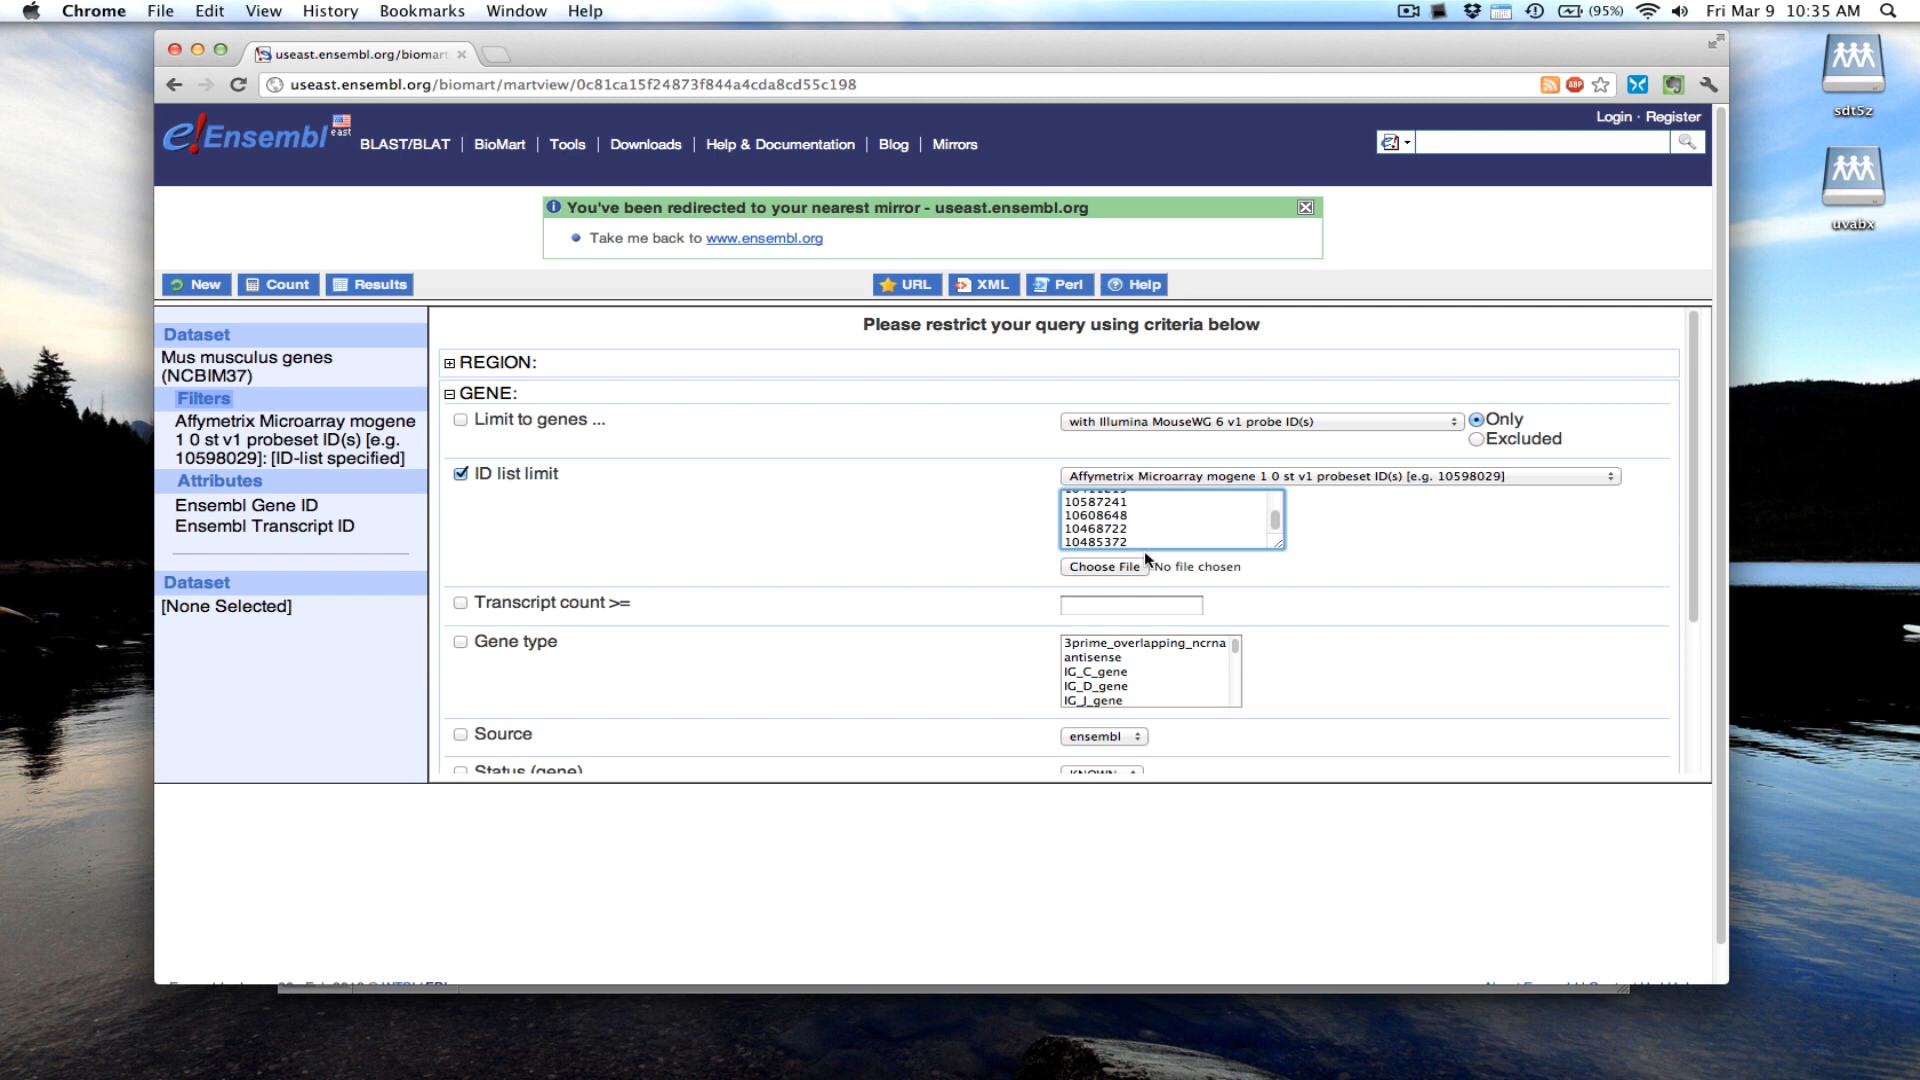 Chrome File Edit View History Bookmarks Window Help (95%) Fri Mar 9 10:35 AM
useast.ensembl.org/biomart
useast.ensembl.org/biomart/martview/0c81ca15f24873f844a4cda8cd55c198 ABP
sdt5z
Login · Register
e!Ensembl east BLAST/BLAT BioMart Tools Downloads Help & Documentation Blog Mirrors e!
uvabx
You've been redirected to your nearest mirror - useast.ensembl.org
Take me back to www.ensembl.org
New Count Results URL XML Perl Help
Please restrict your query using criteria below
Dataset
Mus musculus genes
(NCBIM37)
Filters
Affymetrix Microarray mogene
1 0 st v1 probeset ID(s) [e.g.
10598029]: [ID-list specified]
Attributes
Ensembl Gene ID
Ensembl Transcript ID
Dataset
[None Selected]
REGION:
GENE:
Limit to genes ... with Illumina MouseWG 6 v1 probe ID(s) Only
Excluded
ID list limit Affymetrix Microarray mogene 1 0 st v1 probeset ID(s) [e.g. 10598029]
10587241
10608648
10468722
10485372
Choose File No file chosen
Transcript count >=
Gene type 3prime_overlapping_ncrna
antisense
IG_C_gene
IG_D_gene
IG_J_gene
Source ensembl
Status (gene) KNOWN